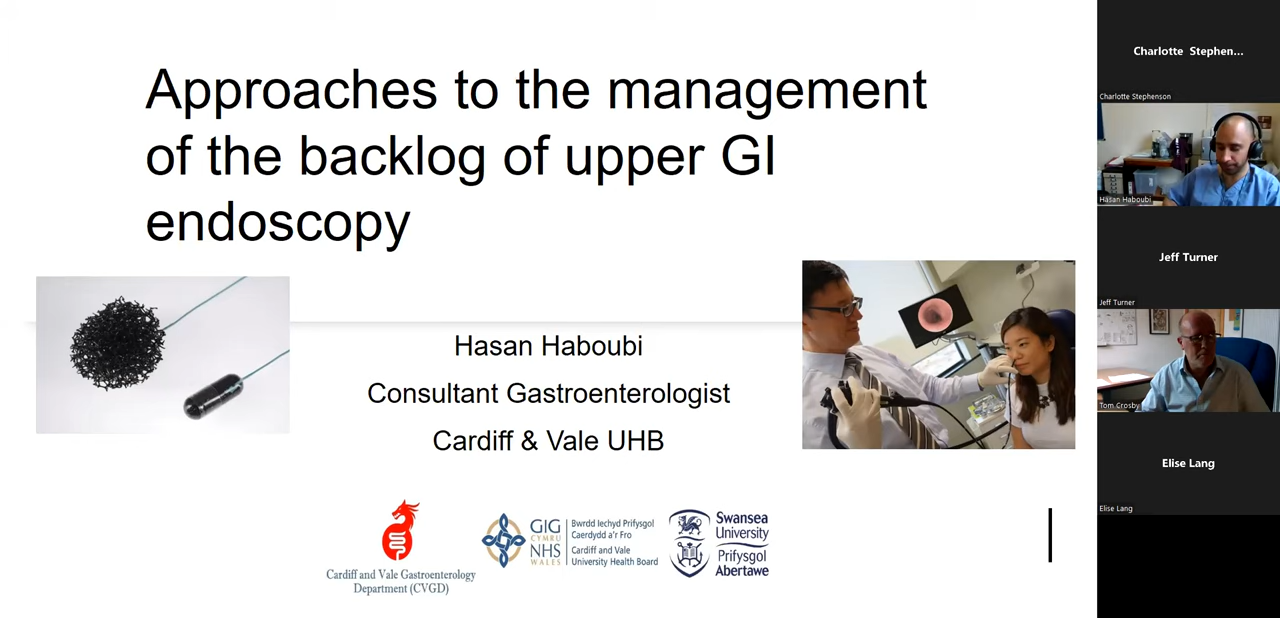 Approaches to the management
of the backlog of upper GI
endoscopy
Hasan Haboubi
Consultant Gastroenterologist
Cardiff & Vale UHB
Cardiff and Vale Gastroenterology
Department (CVGD)
GIG
CYMRU
NHS
WALES
Bwrdd Iechyd Prifysgol
Caerdydd a'r Fro
Cardiff and Vale
University Health Board
Swansea
University
Prifysgol
Abertawe
Charlotte Stephen...
Charlotte Stephenson
Hasan Haboubi
Jeff Turner
Jeff Turner
Tom Crosby
Elise Lang
Elise Lang